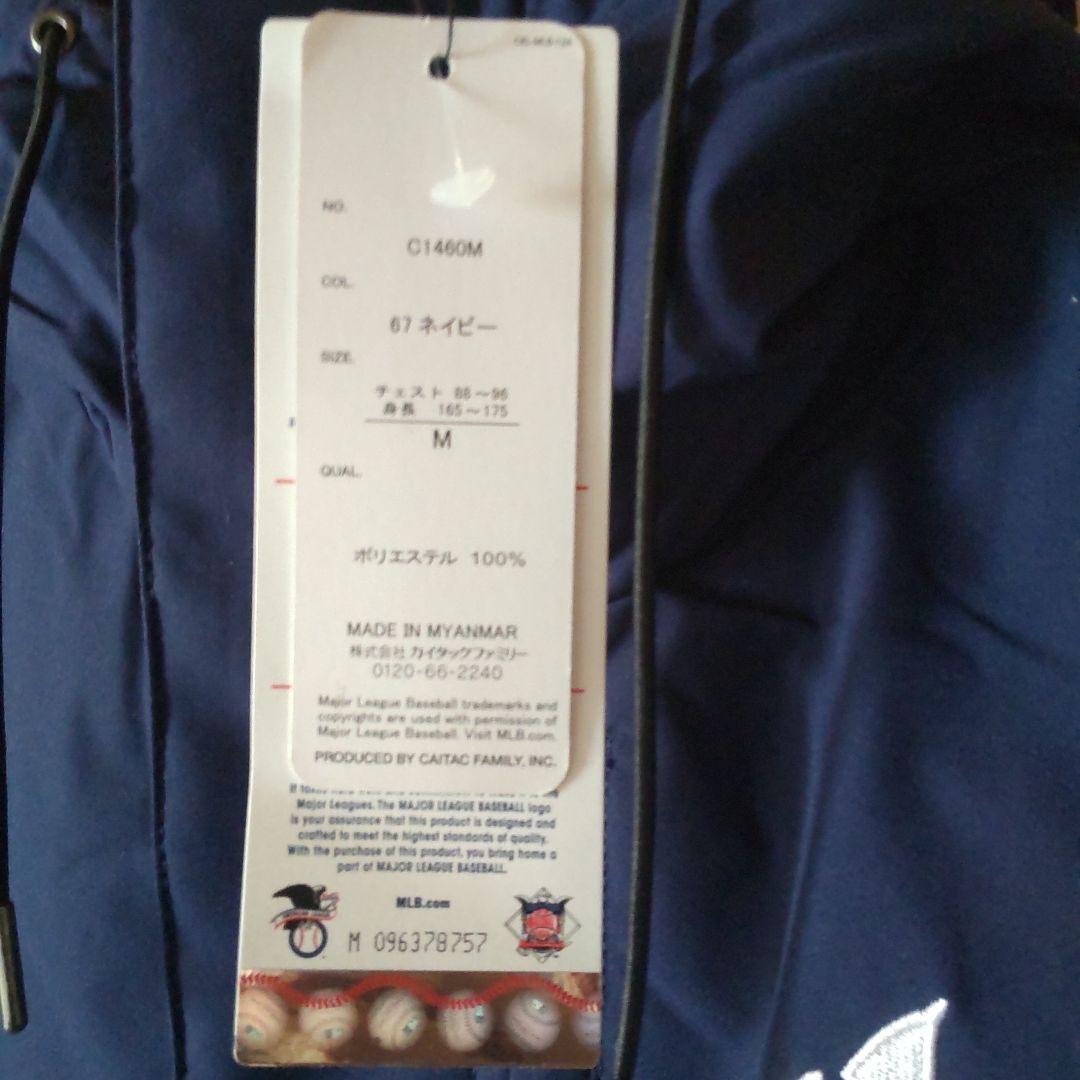 NO.
C1460M
COL.
67 ネイビー
SIZE.
チェスト 88～96
身長 165～175
M
QUAL.
ポリエステル 100%
MADE IN MYANMAR
株式会社 カイタックファミリー
0120-66-2240
Major League Baseball trademarks and
copyrights are used with permission of
Major League Baseball. Visit MLB.com.
PRODUCED BY CAITAC FAMILY, INC.
Major Leagues. The MAJOR LEAGUE BASEBALL logo
is your assurance that this product is designed and
crafted to meet the highest standards of quality.
With the purchase of this product, you bring home a
part of MAJOR LEAGUE BASEBALL.
MLB.com
M 096378757